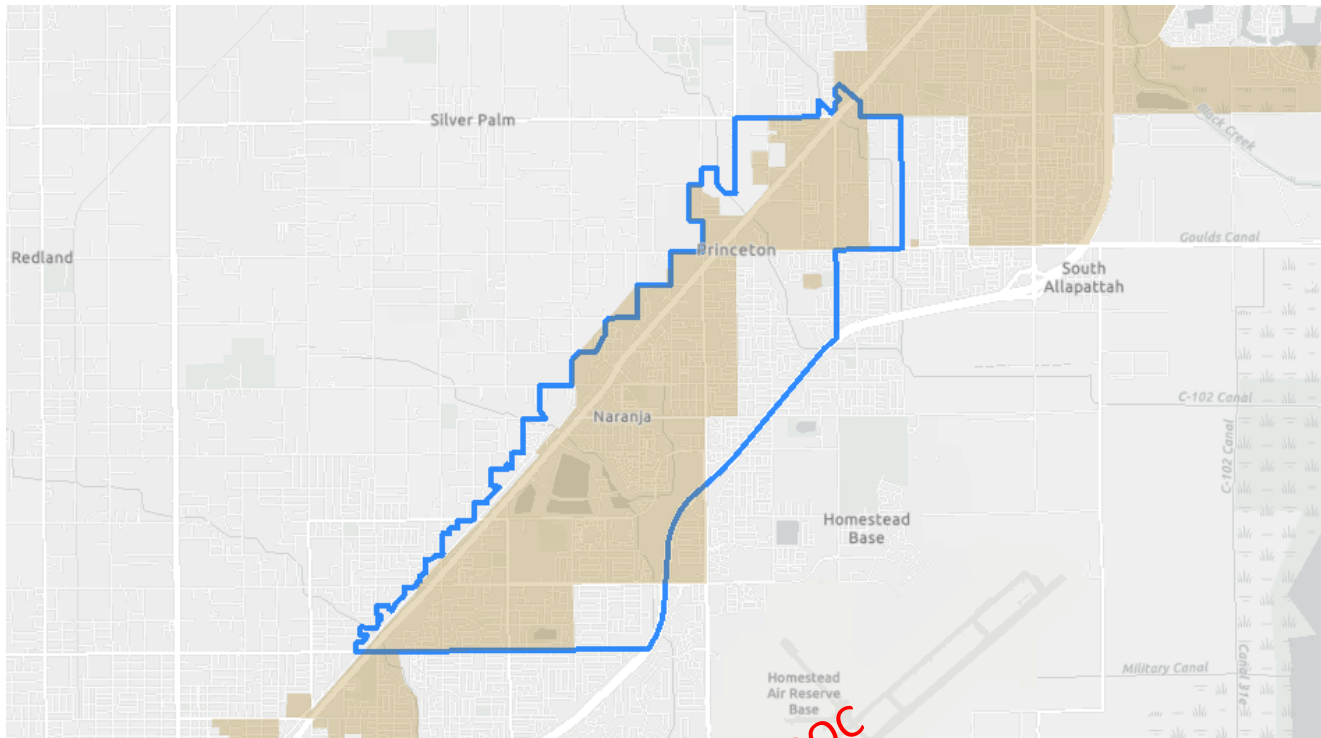 Silver Palm
Black Creek
Redland
Princeton
Goulds Canal
South
Allapattah
C-102 Canal
Naranja
C-102 Canal
Homestead
Base
Military Canal
Canal 31e
Homestead
Air Reserve
Base
OC